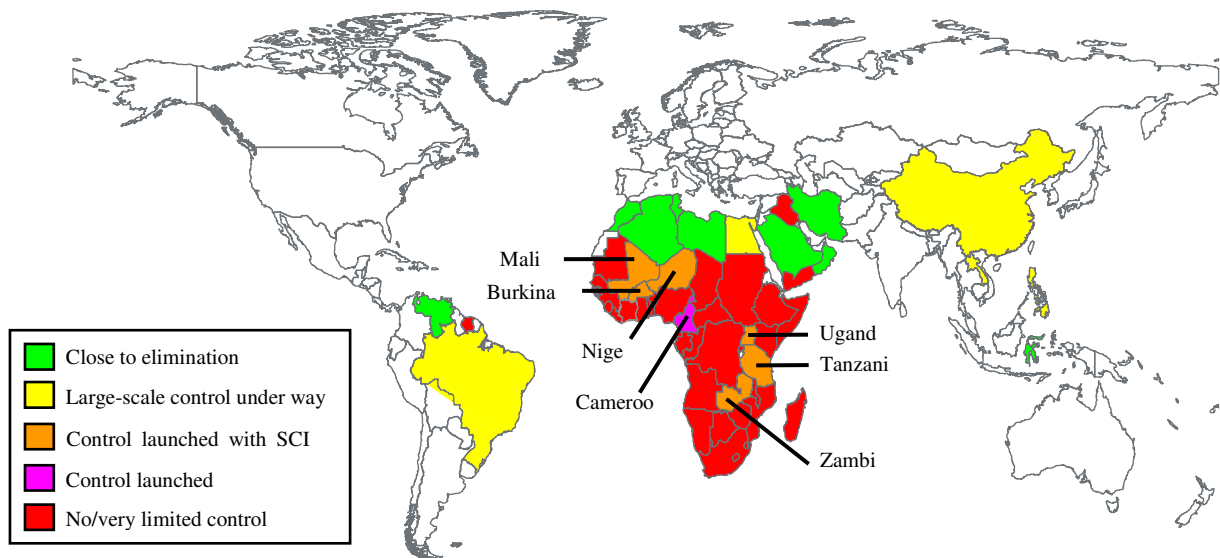 Mali
Burkina
Nige
Cameroo
Ugand
Tanzani
Zambi
Close to elimination
Large-scale control under way
Control launched with SCI
Control launched
No/very limited control